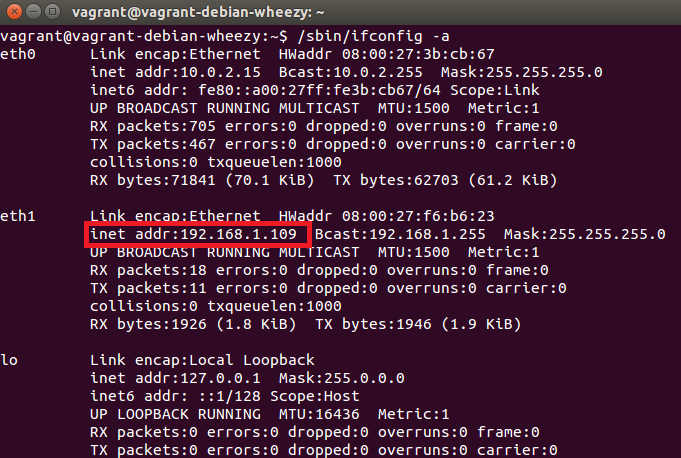 vagrant@vagrant-debian-wheezy: ~
vagrant@vagrant-debian-wheezy:~$ /sbin/ifconfig -a
eth0      Link encap:Ethernet  HWaddr 08:00:27:3b:cb:67
          inet addr:10.0.2.15  Bcast:10.0.2.255  Mask:255.255.255.0
          inet6 addr: fe80::a00:27ff:fe3b:cb67/64 Scope:Link
          UP BROADCAST RUNNING MULTICAST  MTU:1500  Metric:1
          RX packets:705 errors:0 dropped:0 overruns:0 frame:0
          TX packets:467 errors:0 dropped:0 overruns:0 carrier:0
          collisions:0 txqueuelen:1000
          RX bytes:71841 (70.1 KiB)  TX bytes:62703 (61.2 KiB)

eth1      Link encap:Ethernet  HWaddr 08:00:27:f6:b6:23
          inet addr:192.168.1.109  Bcast:192.168.1.255  Mask:255.255.255.0
          UP BROADCAST RUNNING MULTICAST  MTU:1500  Metric:1
          RX packets:18 errors:0 dropped:0 overruns:0 frame:0
          TX packets:11 errors:0 dropped:0 overruns:0 carrier:0
          collisions:0 txqueuelen:1000
          RX bytes:1926 (1.8 KiB)  TX bytes:1946 (1.9 KiB)

lo        Link encap:Local Loopback
          inet addr:127.0.0.1  Mask:255.0.0.0
          inet6 addr: ::1/128 Scope:Host
          UP LOOPBACK RUNNING  MTU:16436  Metric:1
          RX packets:0 errors:0 dropped:0 overruns:0 frame:0
          TX packets:0 errors:0 dropped:0 overruns:0 carrier:0